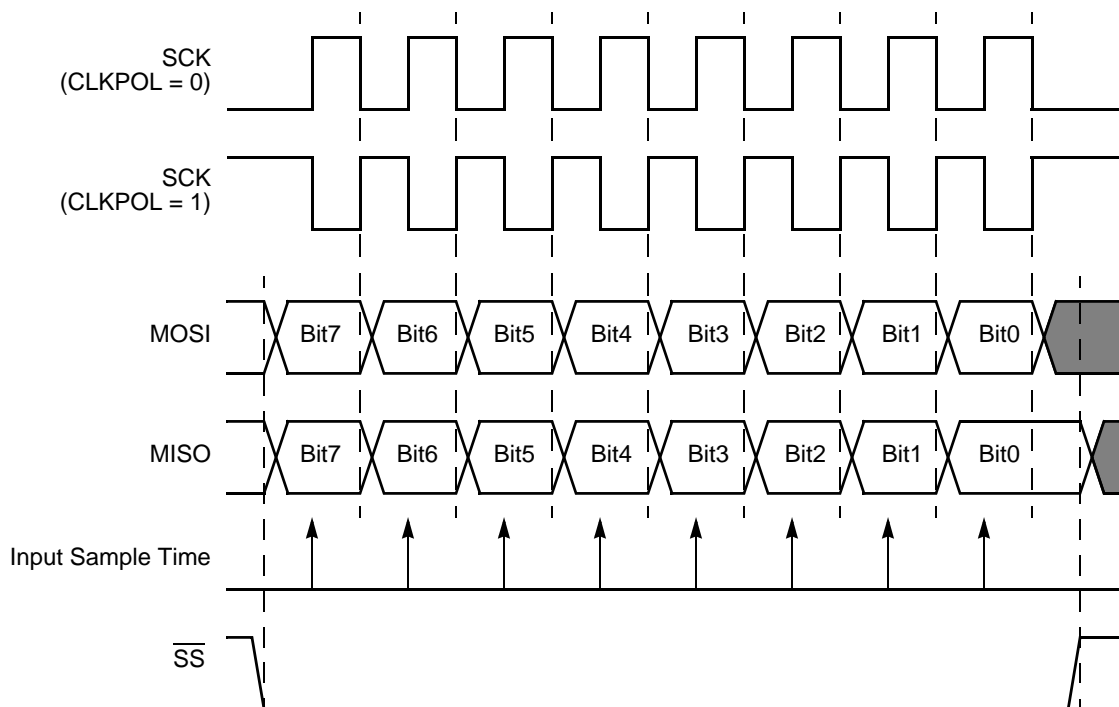 SCK
(CLKPOL = 0)
SCK
(CLKPOL = 1)
MOSI
Bit7 Bit6 Bit5 Bit4 Bit3 Bit2 Bit1 Bit0
MISO
Bit7 Bit6 Bit5 Bit4 Bit3 Bit2 Bit1 Bit0
Input Sample Time
S̅S̅